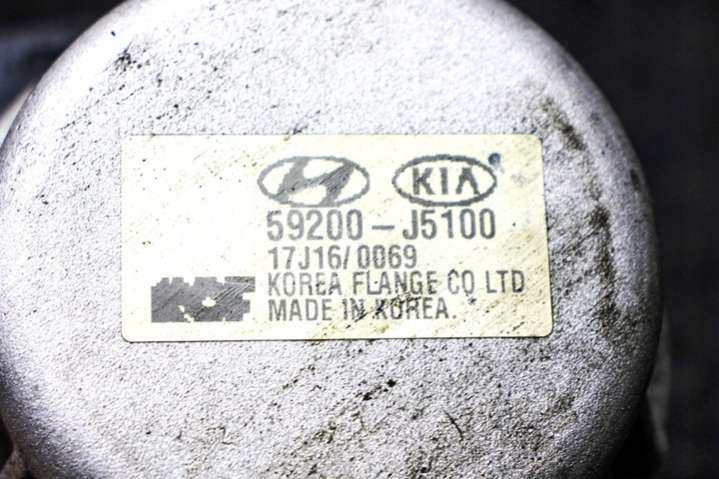 KIA
59200-J5100
17J16/0069
KOREA FLANGE CO LTD
MADE IN KOREA.